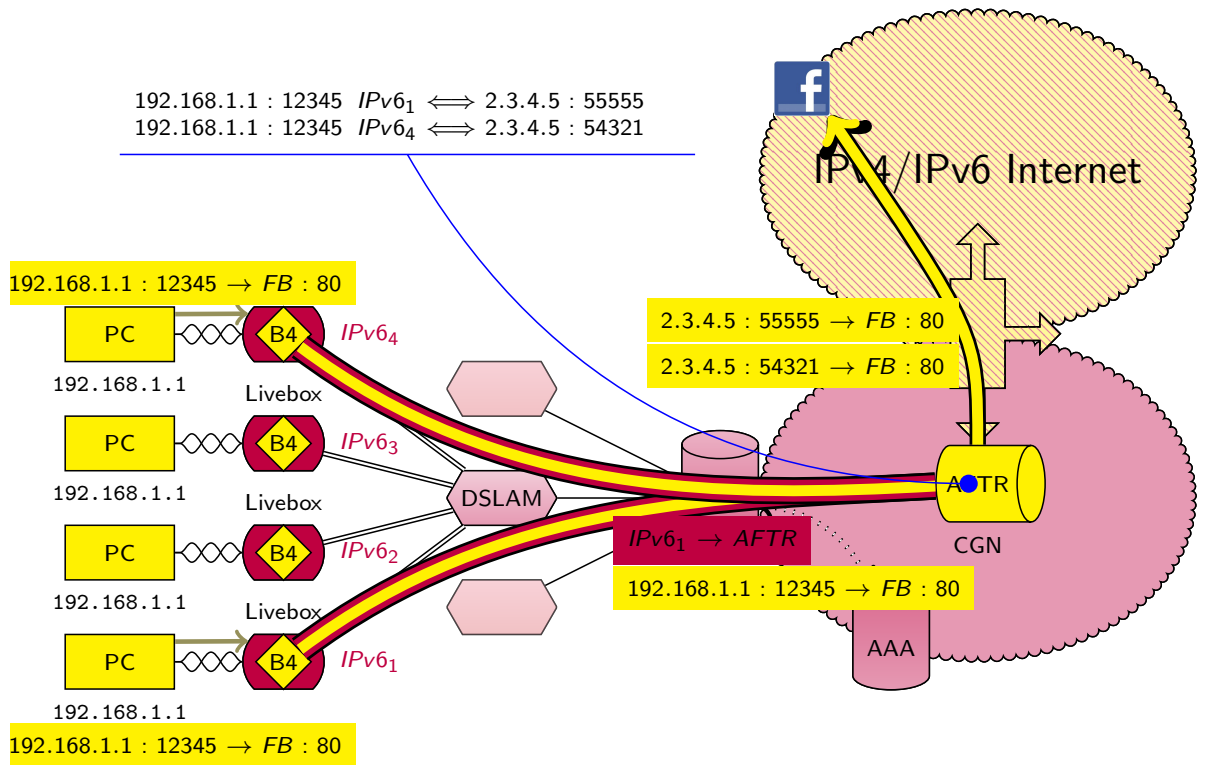 f
192.168.1.1 : 12345 IPv6₁ ⟺ 2.3.4.5 : 55555
192.168.1.1 : 12345 IPv6₄ ⟺ 2.3.4.5 : 54321
IPv4/IPv6 Internet
192.168.1.1 : 12345 → FB : 80
2.3.4.5 : 55555 → FB : 80
PC
B4
IPv6₄
2.3.4.5 : 54321 → FB : 80
192.168.1.1
Livebox
PC
B4
IPv6₃
192.168.1.1
DSLAM
AFTR
Livebox
PC
B4
IPv6₂
IPv6₁ → AFTR
CGN
192.168.1.1
192.168.1.1 : 12345 → FB : 80
Livebox
PC
B4
IPv6₁
AAA
192.168.1.1
192.168.1.1 : 12345 → FB : 80